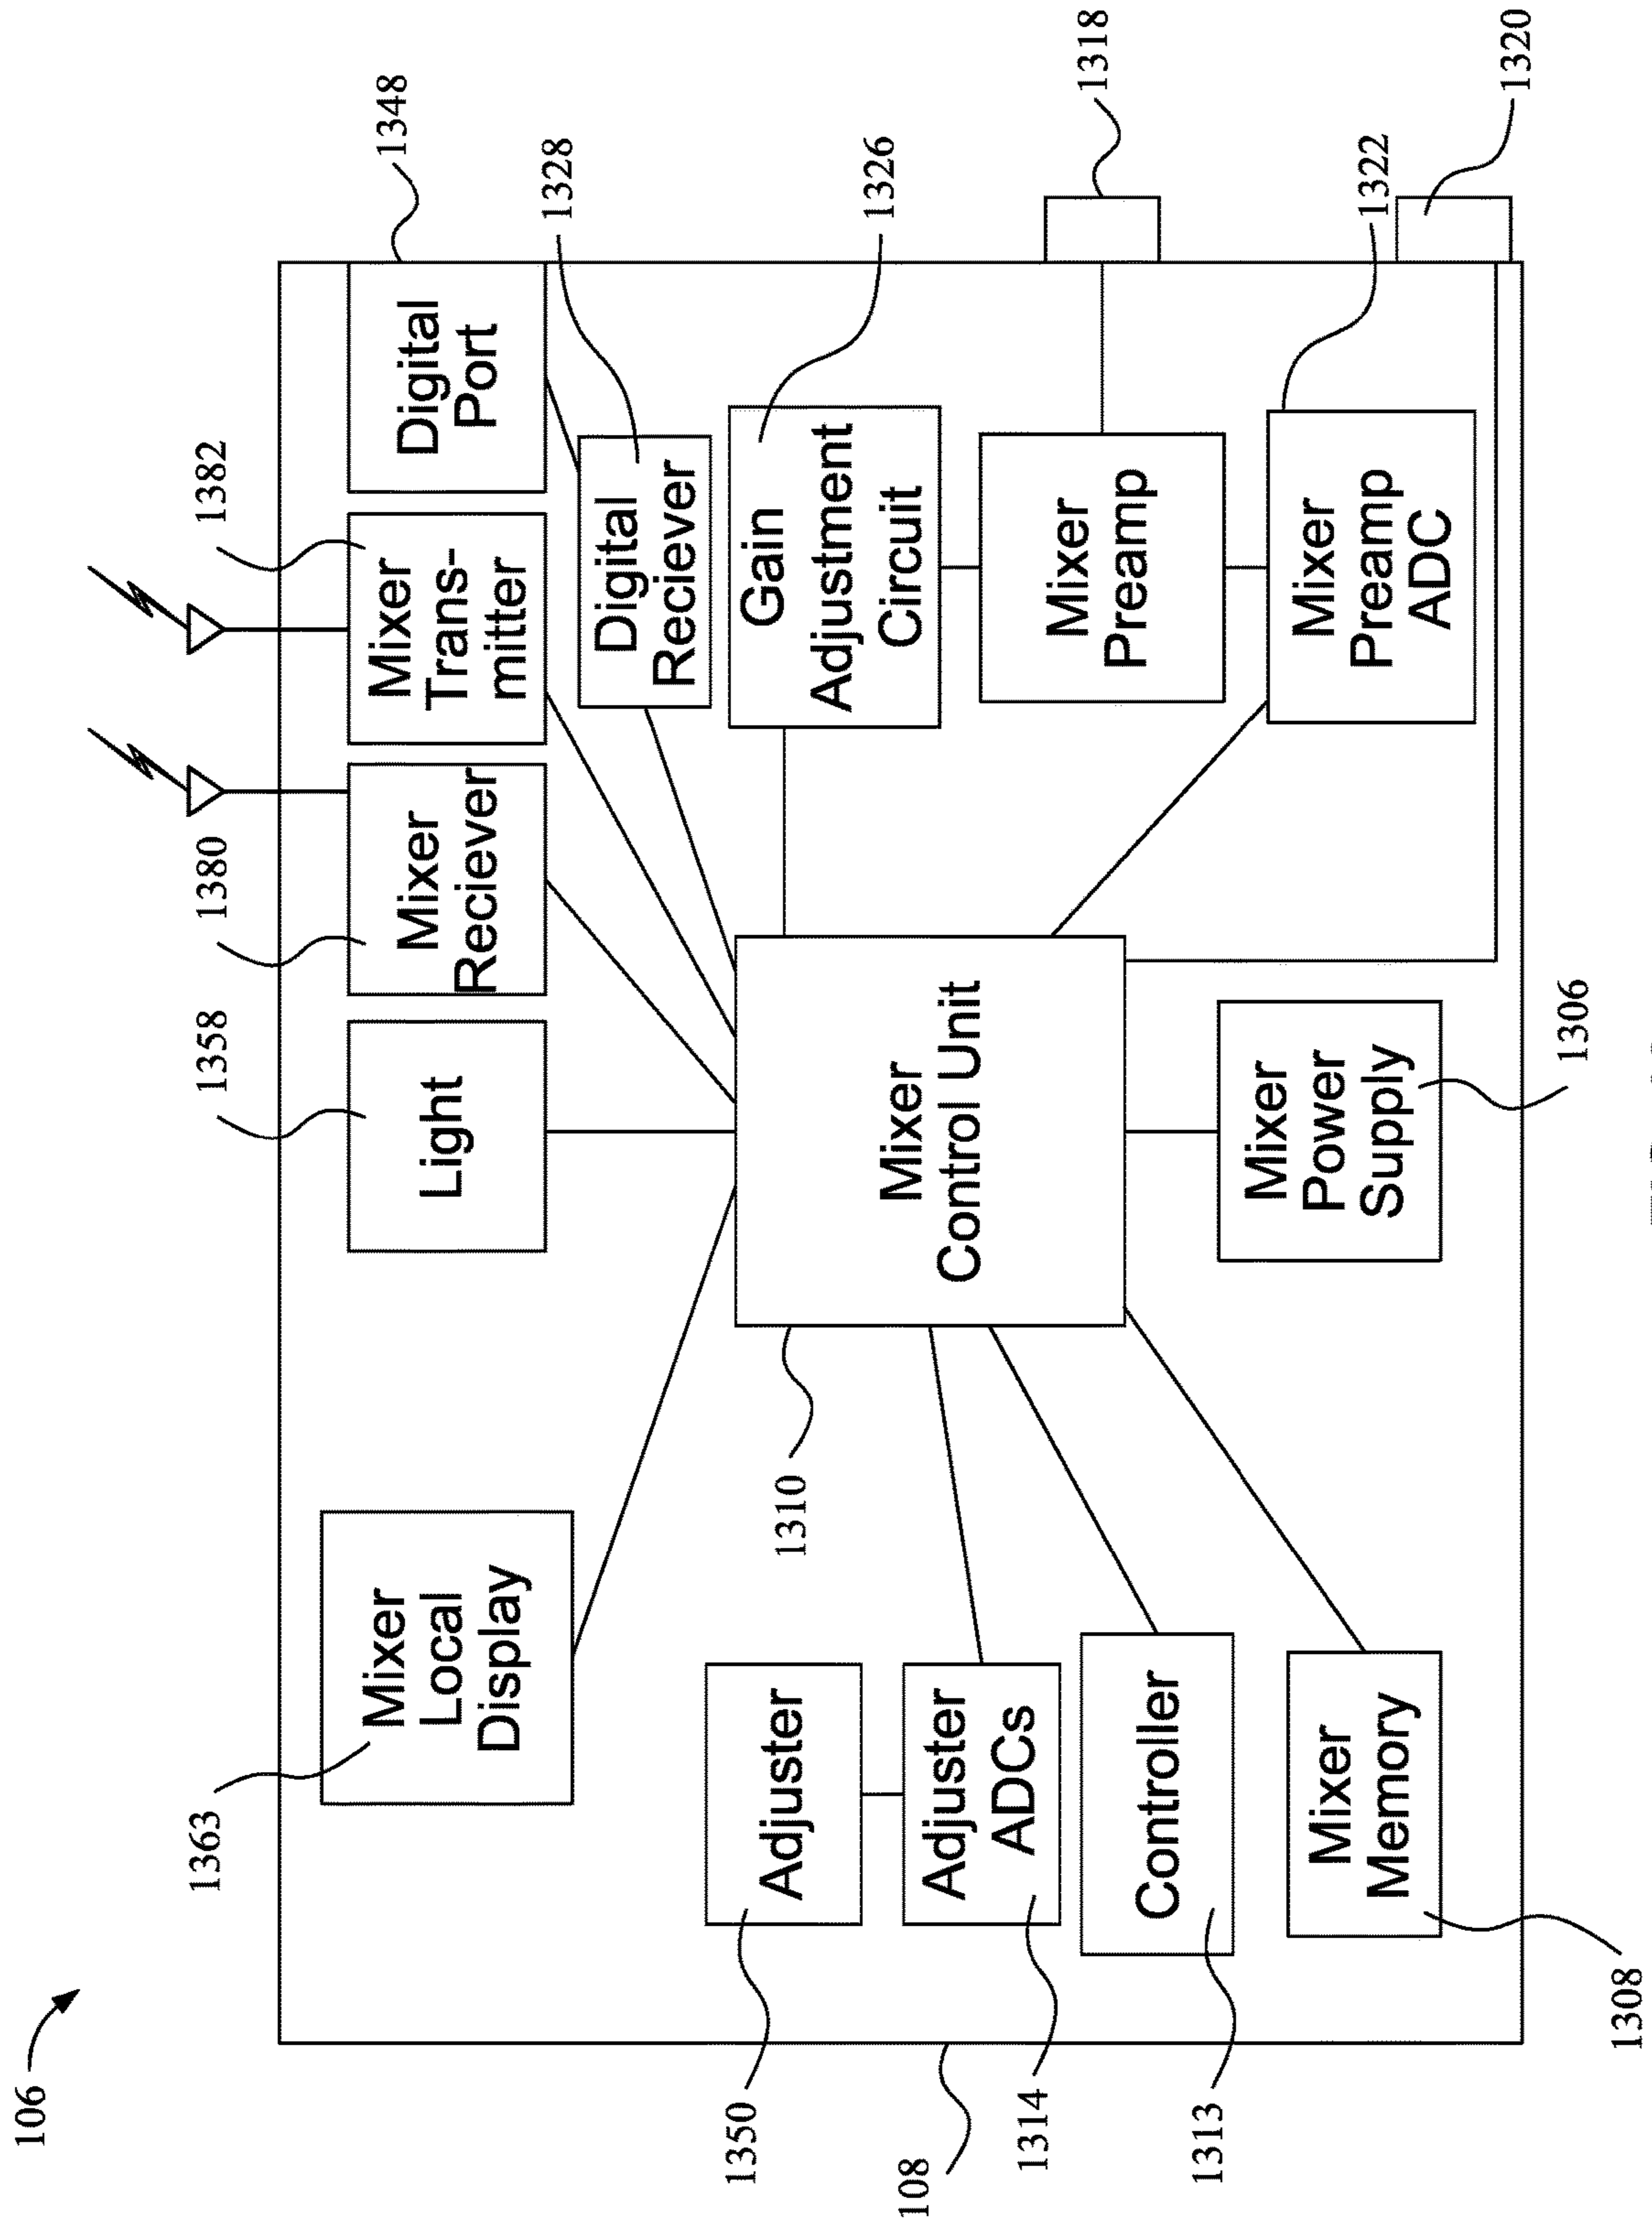 106
1363
1358
1380
1382
1348
Mixer
Local
Display
Light
Mixer
Reciever
Mixer
Trans-
mitter
Digital
Port
1328
Digital
Reciever
1326
Gain
Adjustment
Circuit
1350
Adjuster
1314
Adjuster
ADCs
1310
Mixer
Control Unit
Mixer
Preamp
1318
108
1313
Controller
Mixer
Memory
1308
Mixer
Power
Supply
1306
Mixer
Preamp
ADC
1322
1320